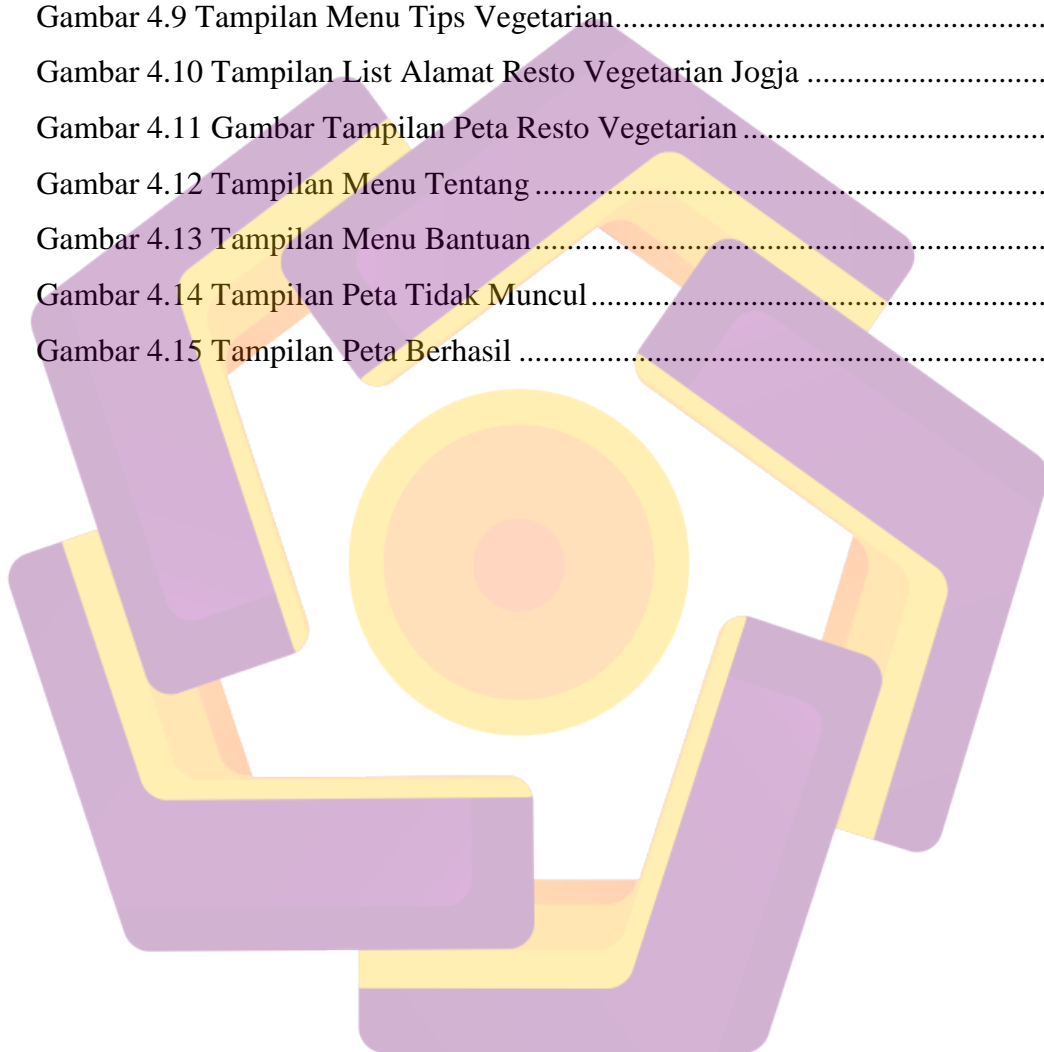 Gambar 4.9 Tampilan Menu Tips Vegetarian..........................................................
Gambar 4.10 Tampilan List Alamat Resto Vegetarian Jogja ................................
Gambar 4.11 Gambar Tampilan Peta Resto Vegetarian ........................................
Gambar 4.12 Tampilan Menu Tentang ..................................................................
Gambar 4.13 Tampilan Menu Bantuan ..................................................................
Gambar 4.14 Tampilan Peta Tidak Muncul ...........................................................
Gambar 4.15 Tampilan Peta Berhasil ....................................................................